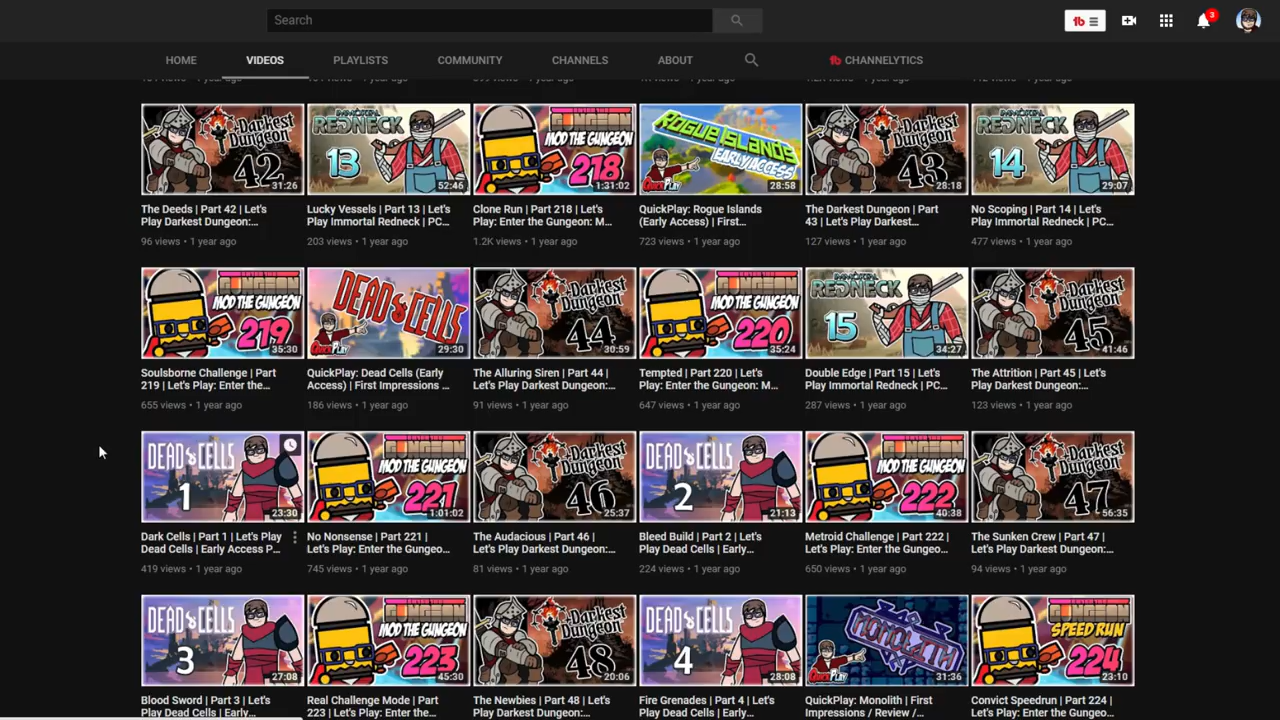 Search
3
HOME VIDEOS PLAYLISTS COMMUNITY CHANNELS ABOUT CHANNELYTICS
DARKEST DUNGEON 42 31:26
IMMORTAL REDNECK 13 52:46
ENTER THE GUNGEON MOD THE GUNGEON 218 1:31:02
ROGUE ISLANDS EARLY ACCESS QUICKPLAY 28:58
DARKEST DUNGEON 43 28:18
IMMORTAL REDNECK 14 29:07
The Deeds | Part 42 | Let's
Play Darkest Dungeon:...
96 views • 1 year ago
Lucky Vessels | Part 13 | Let's
Play Immortal Redneck | PC...
203 views • 1 year ago
Clone Run | Part 218 | Let's
Play: Enter the Gungeon: M...
1.2K views • 1 year ago
QuickPlay: Rogue Islands
(Early Access) | First...
723 views • 1 year ago
The Darkest Dungeon | Part
43 | Let's Play Darkest...
127 views • 1 year ago
No Scoping | Part 14 | Let's
Play Immortal Redneck | PC...
477 views • 1 year ago
GUNGEON MOD THE GUNGEON 219 35:30
DEAD CELLS QUICKPLAY 29:30
DARKEST DUNGEON 44 30:59
GUNGEON MOD THE GUNGEON 220 35:24
IMMORTAL REDNECK 15 34:27
DARKEST DUNGEON 45 41:46
Soulsborne Challenge | Part
219 | Let's Play: Enter the...
655 views • 1 year ago
QuickPlay: Dead Cells (Early
Access) | First Impressions ...
186 views • 1 year ago
The Alluring Siren | Part 44 |
Let's Play Darkest Dungeon:...
91 views • 1 year ago
Tempted | Part 220 | Let's
Play: Enter the Gungeon: M...
647 views • 1 year ago
Double Edge | Part 15 | Let's
Play Immortal Redneck | PC...
287 views • 1 year ago
The Attrition | Part 45 | Let's
Play Darkest Dungeon:...
123 views • 1 year ago
DEAD CELLS 1 23:30
GUNGEON MOD THE GUNGEON 221 1:01:02
DARKEST DUNGEON 46 25:37
DEAD CELLS 2 21:13
GUNGEON MOD THE GUNGEON 222 40:38
DARKEST DUNGEON 47 56:35
Dark Cells | Part 1 | Let's Play
Dead Cells | Early Access P...
419 views • 1 year ago
No Nonsense | Part 221 |
Let's Play: Enter the Gungeo...
745 views • 1 year ago
The Audacious | Part 46 |
Let's Play Darkest Dungeon:...
81 views • 1 year ago
Bleed Build | Part 2 | Let's
Play Dead Cells | Early...
224 views • 1 year ago
Metroid Challenge | Part 222 |
Let's Play: Enter the Gungeo...
650 views • 1 year ago
The Sunken Crew | Part 47 |
Let's Play Darkest Dungeon:...
94 views • 1 year ago
DEAD CELLS 3 27:08
GUNGEON MOD THE GUNGEON 223 45:30
DARKEST DUNGEON 48 20:06
DEAD CELLS 4 28:08
MONOLITH QUICKPLAY 31:36
GUNGEON SPEED RUN 224 23:10
Blood Sword | Part 3 | Let's
Play Dead Cells | Early...
Real Challenge Mode | Part
223 | Let's Play: Enter the...
The Newbies | Part 48 | Let's
Play Darkest Dungeon:...
Fire Grenades | Part 4 | Let's
Play Dead Cells | Early...
QuickPlay: Monolith | First
Impressions / Review /...
Convict Speedrun | Part 224 |
Let's Play: Enter the Gungeo...